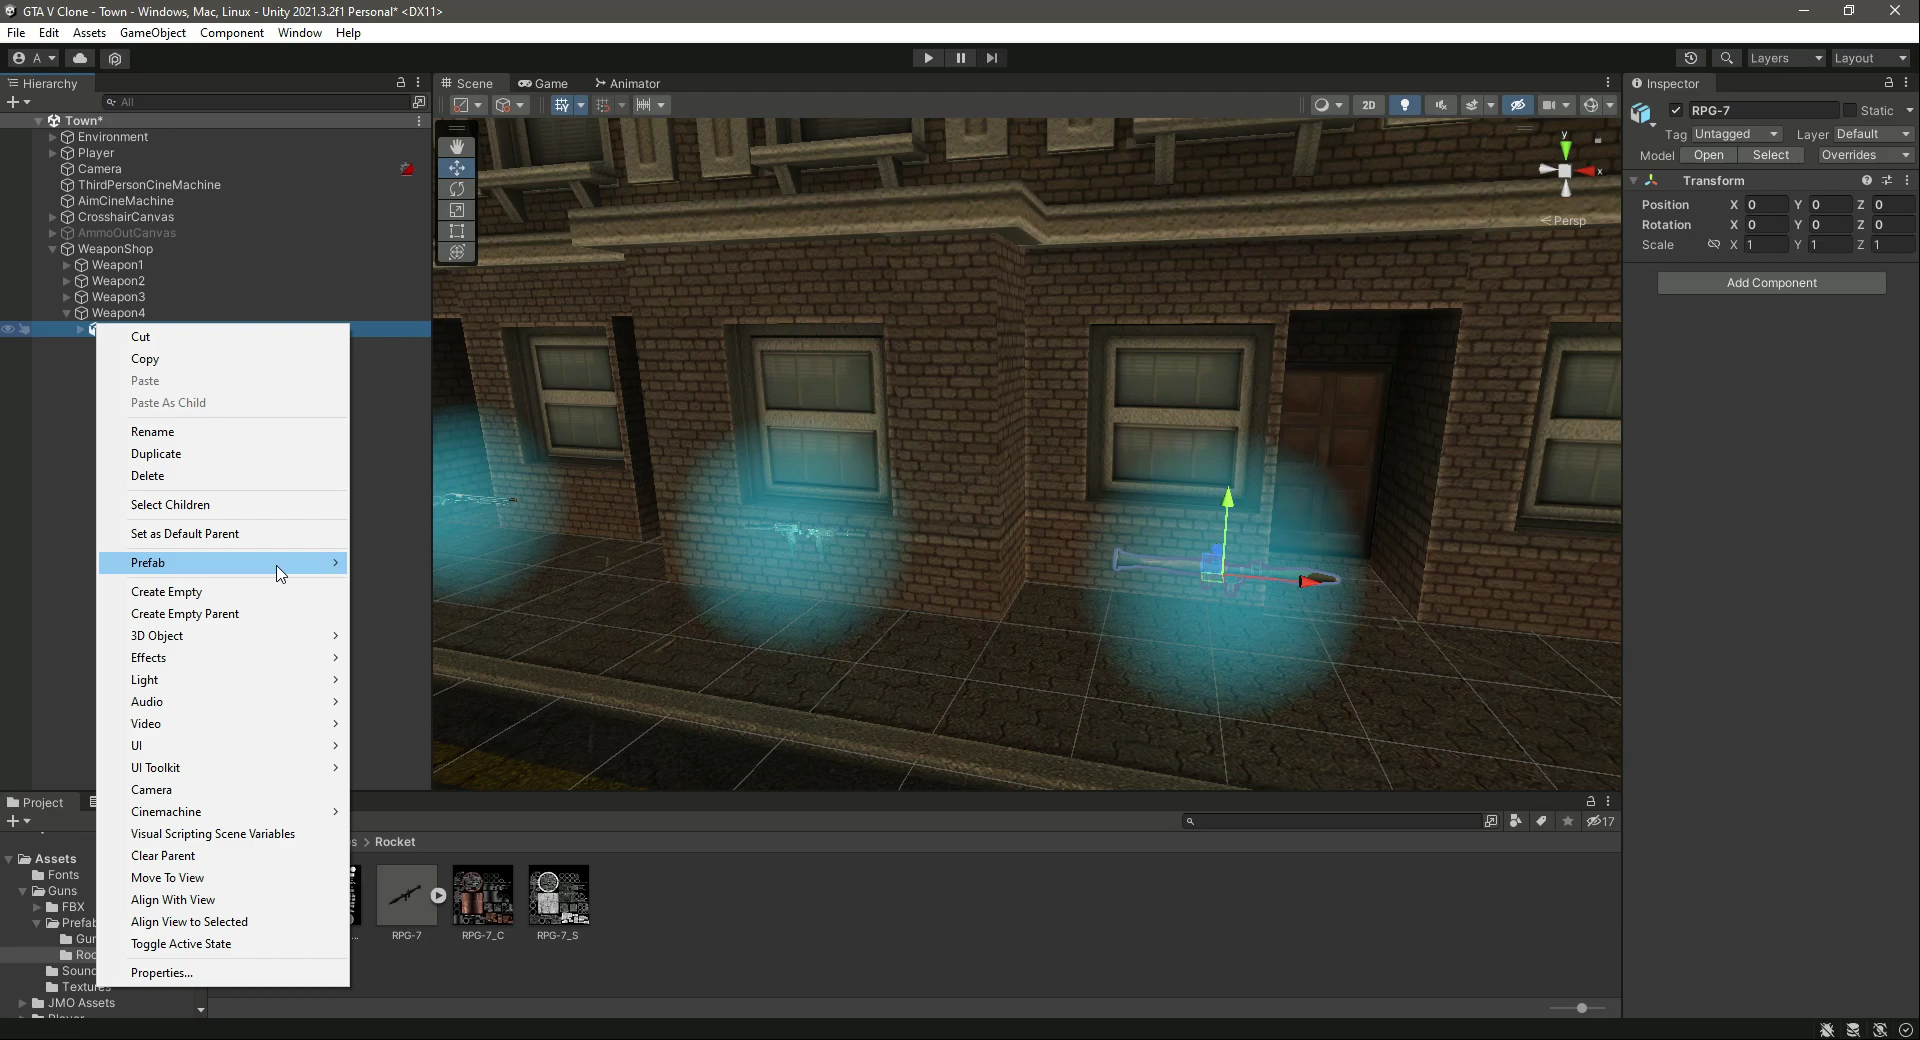 GTA V Clone - Town - Windows, Mac, Linux - Unity 2021.3.2f1 Personal* <DX11>
File Edit Assets GameObject Component Window Help
A Layers Layout
Hierarchy
All
Town*
Environment
Player
Camera
ThirdPersonCineMachine
AimCineMachine
CrosshairCanvas
AmmoOutCanvas
WeaponShop
Weapon1
Weapon2
Weapon3
Weapon4
Cut
Copy
Paste
Paste As Child
Rename
Duplicate
Delete
Select Children
Set as Default Parent
Prefab
Create Empty
Create Empty Parent
3D Object
Effects
Light
Audio
Video
UI
UI Toolkit
Camera
Cinemachine
Visual Scripting Scene Variables
Clear Parent
Move To View
Align With View
Align View to Selected
Toggle Active State
Properties...
Scene Game Animator
2D
y
x
< Persp
Inspector
RPG-7 Static
Tag Untagged Layer Default
Model Open Select Overrides
Transform
Position X 0 Y 0 Z 0
Rotation X 0 Y 0 Z 0
Scale X 1 Y 1 Z 1
Add Component
Project
17
Assets
Fonts
Guns
FBX
Prefab
Gun
Roc
Sound
Textures
JMO Assets
Player
s > Rocket
... RPG-7 RPG-7_C RPG-7_S